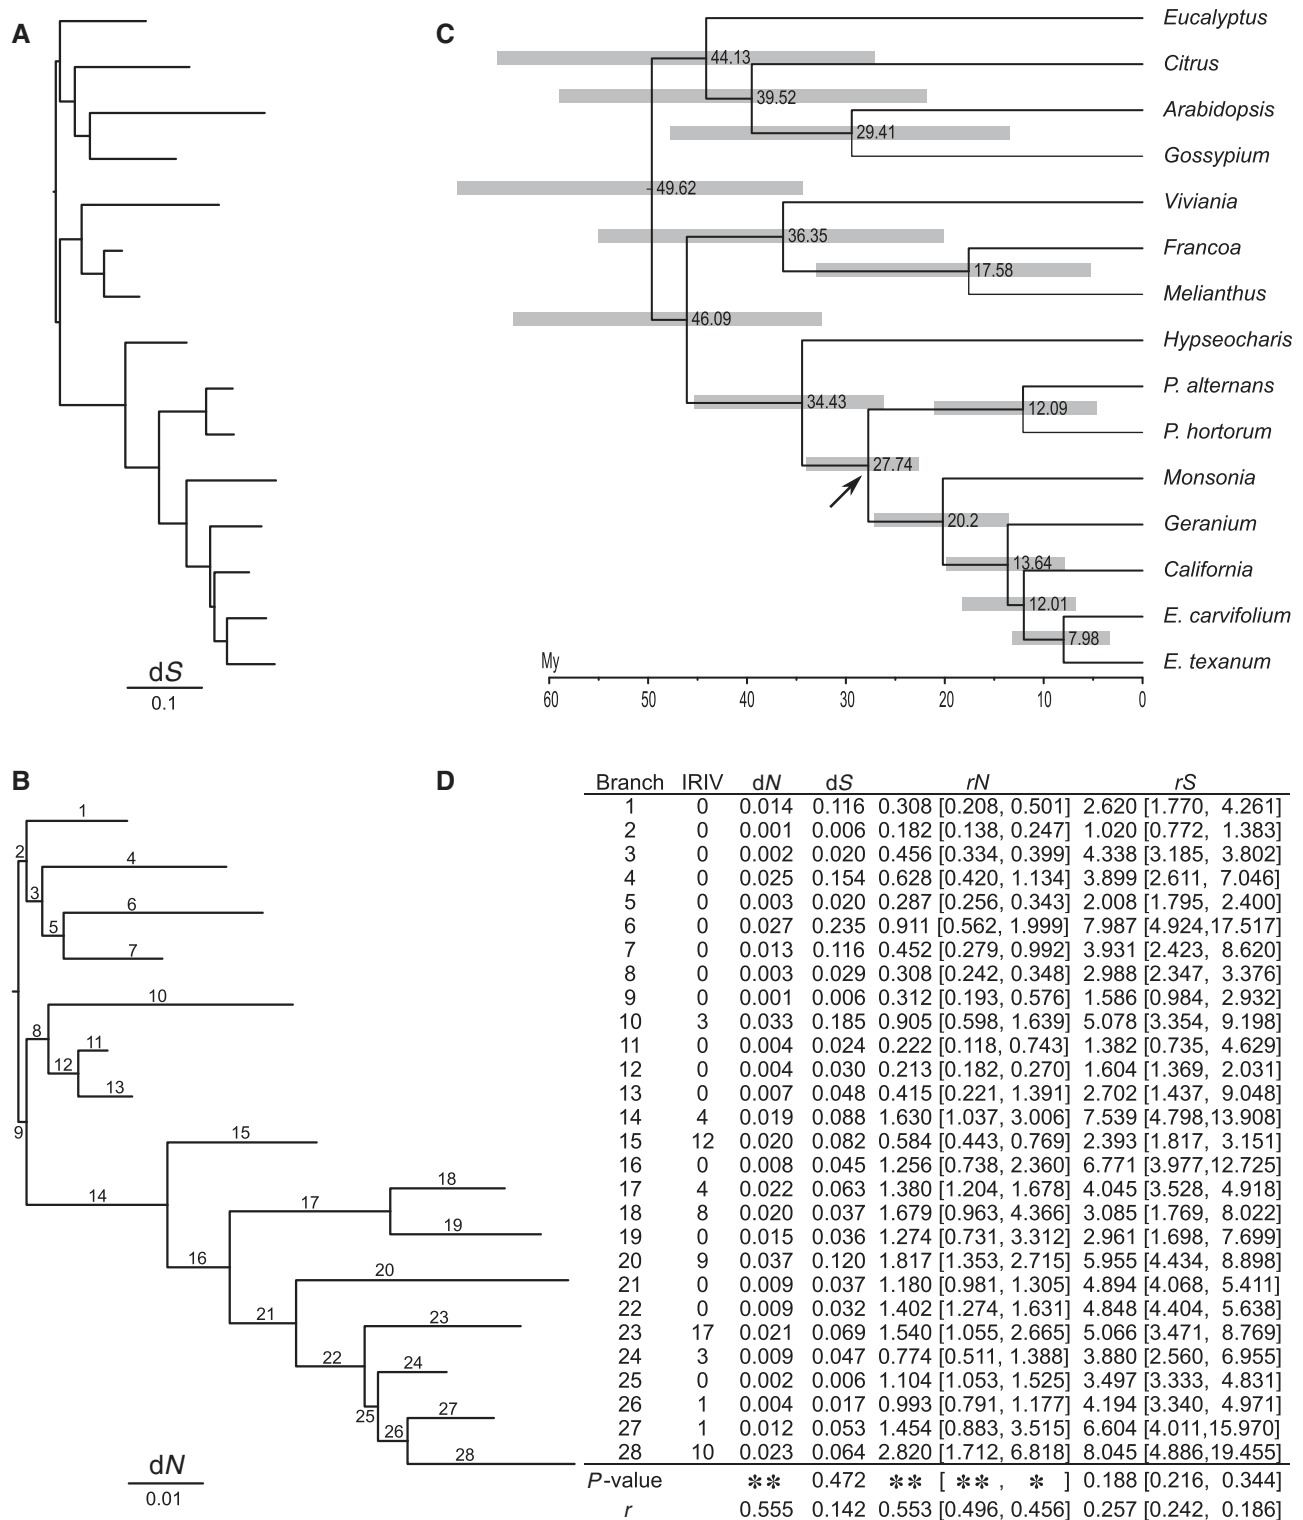 A
dS
0.1
C
Eucalyptus
44.13
Citrus
39.52
Arabidopsis
29.41
Gossypium
49.62
Viviania
36.35
Francoa
17.58
Melianthus
46.09
Hypseocharis
34.43
P. alternans
12.09
P. hortorum
27.74
Monsonia
20.2
Geranium
13.64
California
12.01
E. carvifolium
7.98
E. texanum
My
60 50 40 30 20 10 0
B
1
2
4
3
6
5
7
10
8
11
12
13
9
15
14
18
17
19
16
20
21
23
22
24
25
27
26
28
dN
0.01
D
Branch IRIV dN dS rN rS
1 0 0.014 0.116 0.308 [0.208, 0.501] 2.620 [1.770, 4.261]
2 0 0.001 0.006 0.182 [0.138, 0.247] 1.020 [0.772, 1.383]
3 0 0.002 0.020 0.456 [0.334, 0.399] 4.338 [3.185, 3.802]
4 0 0.025 0.154 0.628 [0.420, 1.134] 3.899 [2.611, 7.046]
5 0 0.003 0.020 0.287 [0.256, 0.343] 2.008 [1.795, 2.400]
6 0 0.027 0.235 0.911 [0.562, 1.999] 7.987 [4.924,17.517]
7 0 0.013 0.116 0.452 [0.279, 0.992] 3.931 [2.423, 8.620]
8 0 0.003 0.029 0.308 [0.242, 0.348] 2.988 [2.347, 3.376]
9 0 0.001 0.006 0.312 [0.193, 0.576] 1.586 [0.984, 2.932]
10 3 0.033 0.185 0.905 [0.598, 1.639] 5.078 [3.354, 9.198]
11 0 0.004 0.024 0.222 [0.118, 0.743] 1.382 [0.735, 4.629]
12 0 0.004 0.030 0.213 [0.182, 0.270] 1.604 [1.369, 2.031]
13 0 0.007 0.048 0.415 [0.221, 1.391] 2.702 [1.437, 9.048]
14 4 0.019 0.088 1.630 [1.037, 3.006] 7.539 [4.798,13.908]
15 12 0.020 0.082 0.584 [0.443, 0.769] 2.393 [1.817, 3.151]
16 0 0.008 0.045 1.256 [0.738, 2.360] 6.771 [3.977,12.725]
17 4 0.022 0.063 1.380 [1.204, 1.678] 4.045 [3.528, 4.918]
18 8 0.020 0.037 1.679 [0.963, 4.366] 3.085 [1.769, 8.022]
19 0 0.015 0.036 1.274 [0.731, 3.312] 2.961 [1.698, 7.699]
20 9 0.037 0.120 1.817 [1.353, 2.715] 5.955 [4.434, 8.898]
21 0 0.009 0.037 1.180 [0.981, 1.305] 4.894 [4.068, 5.411]
22 0 0.009 0.032 1.402 [1.274, 1.631] 4.848 [4.404, 5.638]
23 17 0.021 0.069 1.540 [1.055, 2.665] 5.066 [3.471, 8.769]
24 3 0.009 0.047 0.774 [0.511, 1.388] 3.880 [2.560, 6.955]
25 0 0.002 0.006 1.104 [1.053, 1.525] 3.497 [3.333, 4.831]
26 1 0.004 0.017 0.993 [0.791, 1.177] 4.194 [3.340, 4.971]
27 1 0.012 0.053 1.454 [0.883, 3.515] 6.604 [4.011,15.970]
28 10 0.023 0.064 2.820 [1.712, 6.818] 8.045 [4.886,19.455]
P-value ** 0.472 ** [ ** , * ] 0.188 [0.216, 0.344]
r 0.555 0.142 0.553 [0.496, 0.456] 0.257 [0.242, 0.186]